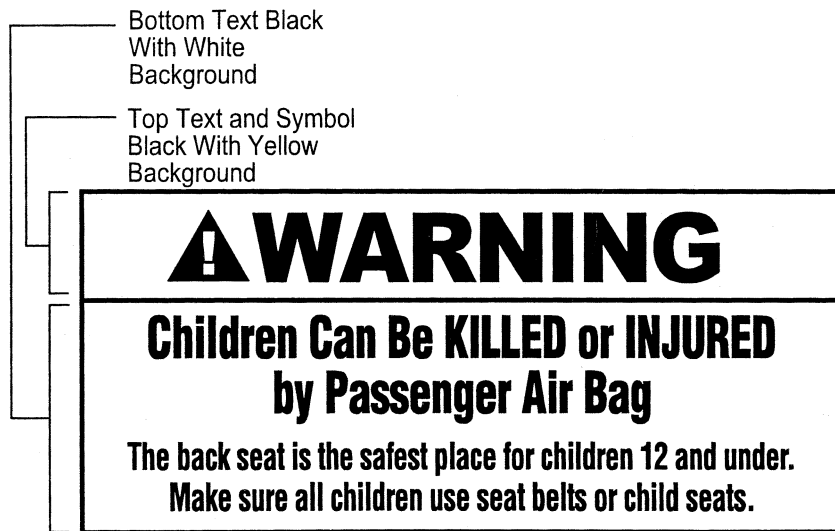 Bottom Text Black
With White
Background
Top Text and Symbol
Black With Yellow
Background
! WARNING
Children Can Be KILLED or INJURED
by Passenger Air Bag
The back seat is the safest place for children 12 and under.
Make sure all children use seat belts or child seats.